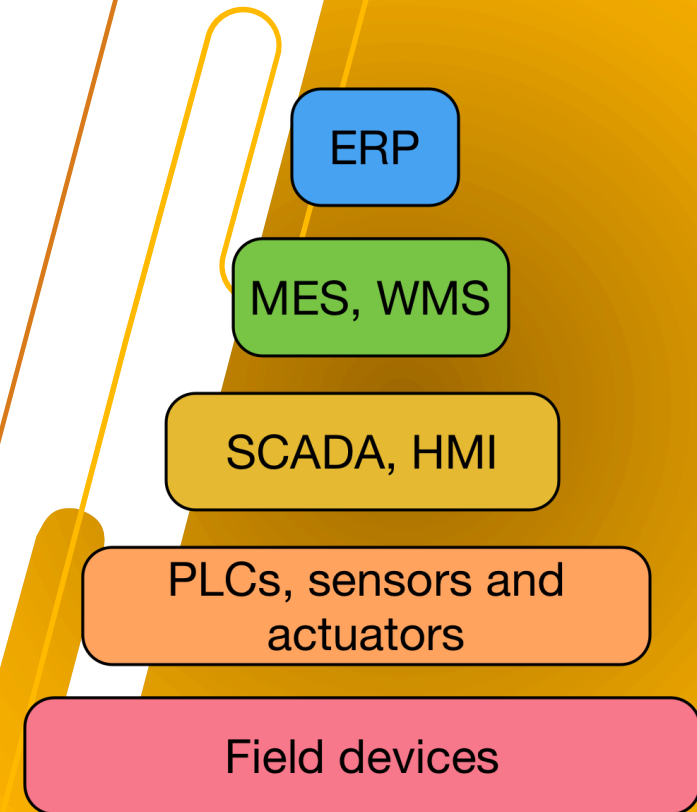 ERP
MES, WMS
SCADA, HMI
PLCs, sensors and
actuators
Field devices